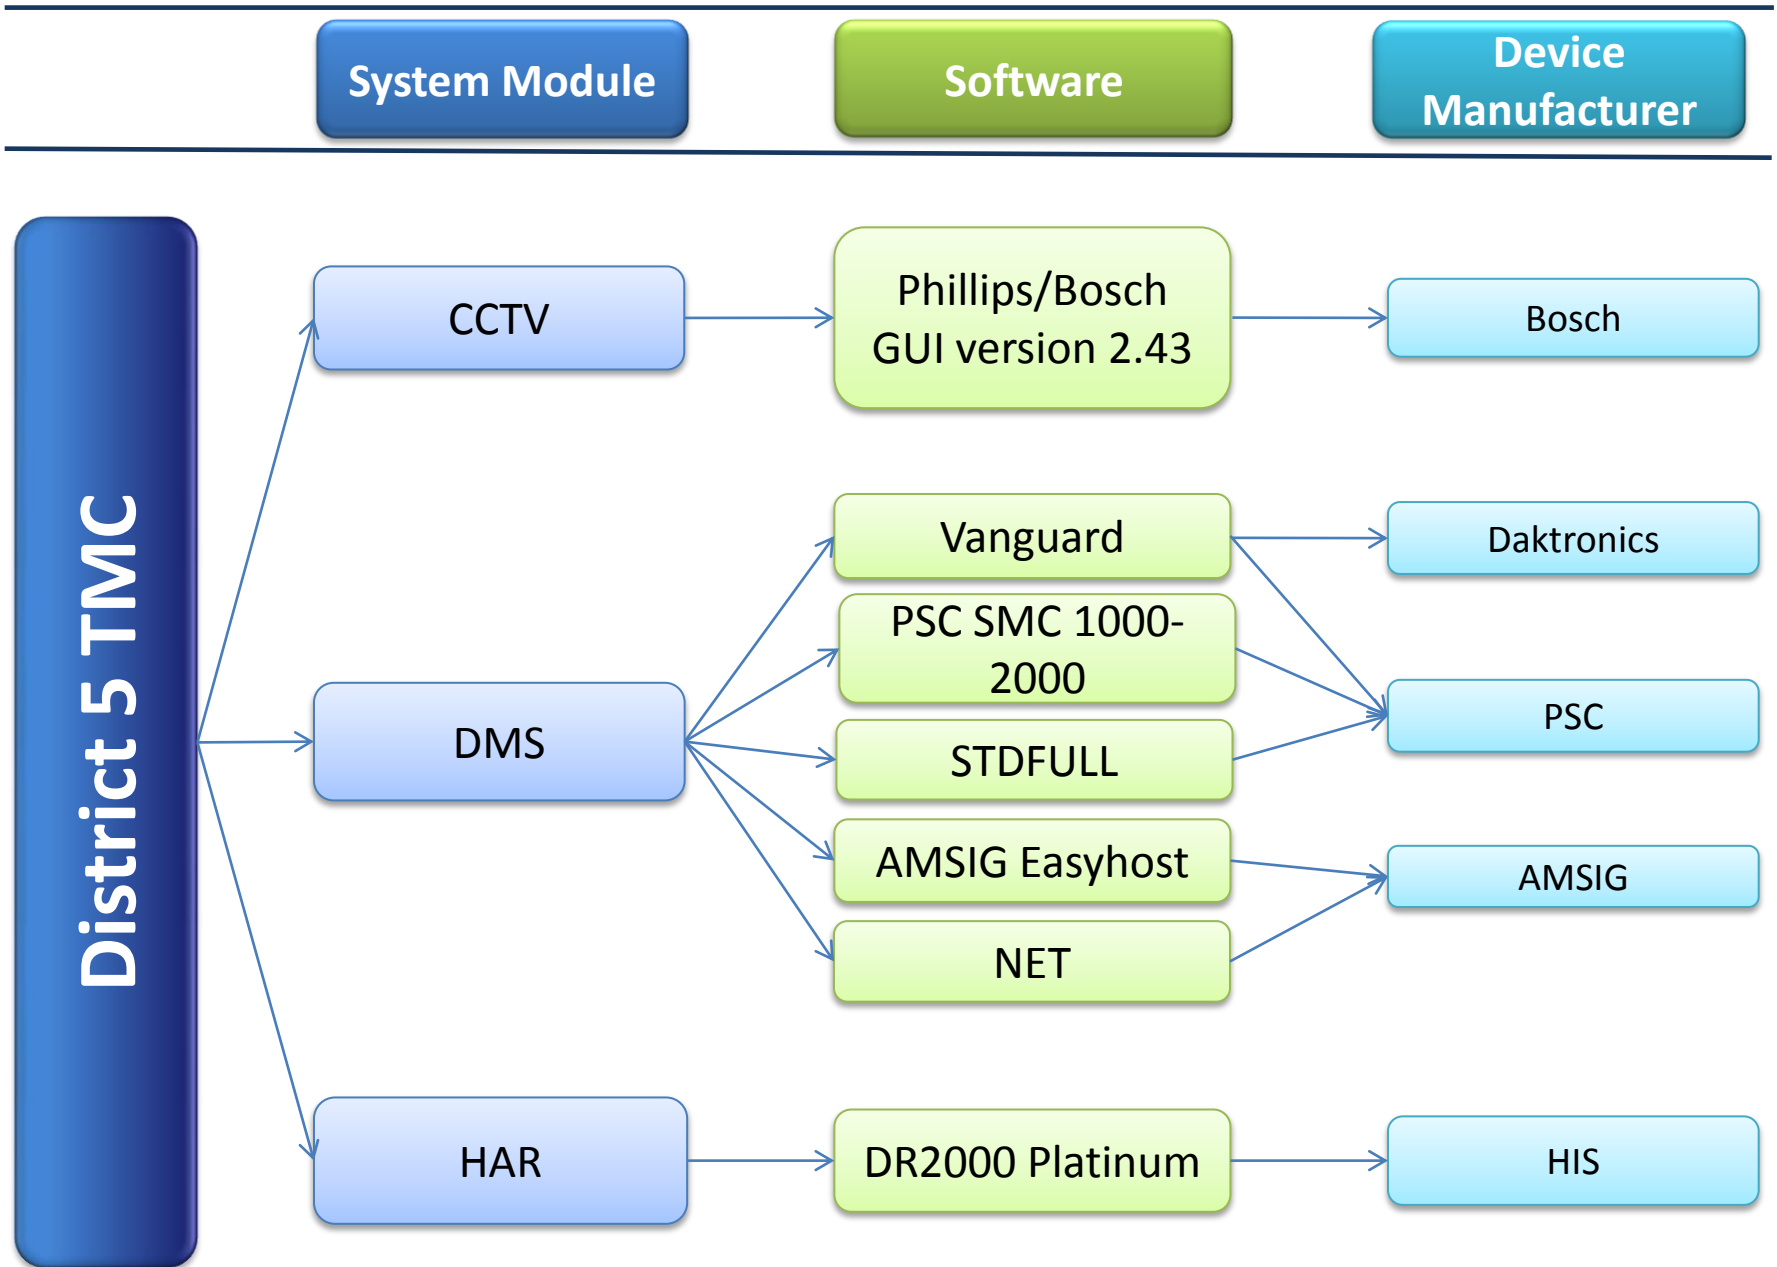 System Module
Software
Device
Manufacturer
District 5 TMC
CCTV
Phillips/Bosch
GUI version 2.43
Bosch
DMS
Vanguard
PSC SMC 1000-
2000
STDFULL
AMSIG Easyhost
NET
Daktronics
PSC
AMSIG
HAR
DR2000 Platinum
HIS